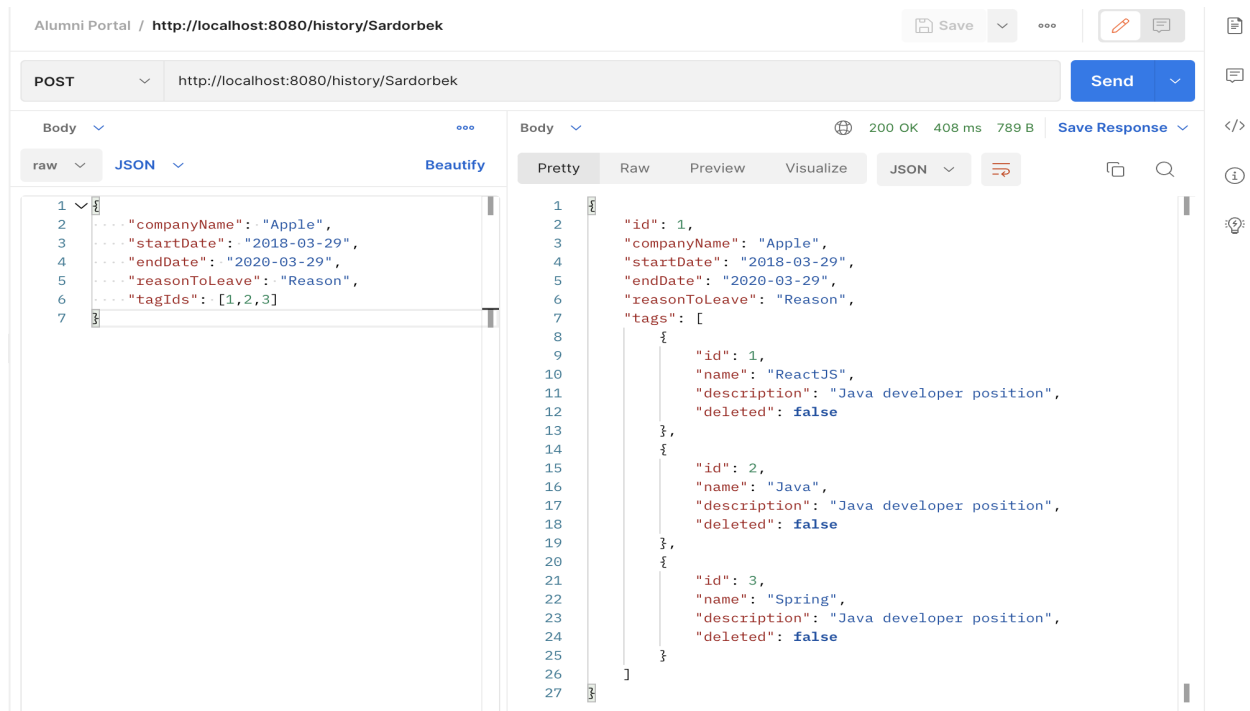 Alumni Portal / http://localhost:8080/history/Sardorbek
Save
POST http://localhost:8080/history/Sardorbek
Send
Body
raw JSON Beautify
1 {
2 "companyName": "Apple",
3 "startDate": "2018-03-29",
4 "endDate": "2020-03-29",
5 "reasonToLeave": "Reason",
6 "tagIds": [1,2,3]
7 }
Body 200 OK 408 ms 789 B Save Response
Pretty Raw Preview Visualize JSON
1 {
2 "id": 1,
3 "companyName": "Apple",
4 "startDate": "2018-03-29",
5 "endDate": "2020-03-29",
6 "reasonToLeave": "Reason",
7 "tags": [
8 {
9 "id": 1,
10 "name": "ReactJS",
11 "description": "Java developer position",
12 "deleted": false
13 },
14 {
15 "id": 2,
16 "name": "Java",
17 "description": "Java developer position",
18 "deleted": false
19 },
20 {
21 "id": 3,
22 "name": "Spring",
23 "description": "Java developer position",
24 "deleted": false
25 }
26 ]
27 }